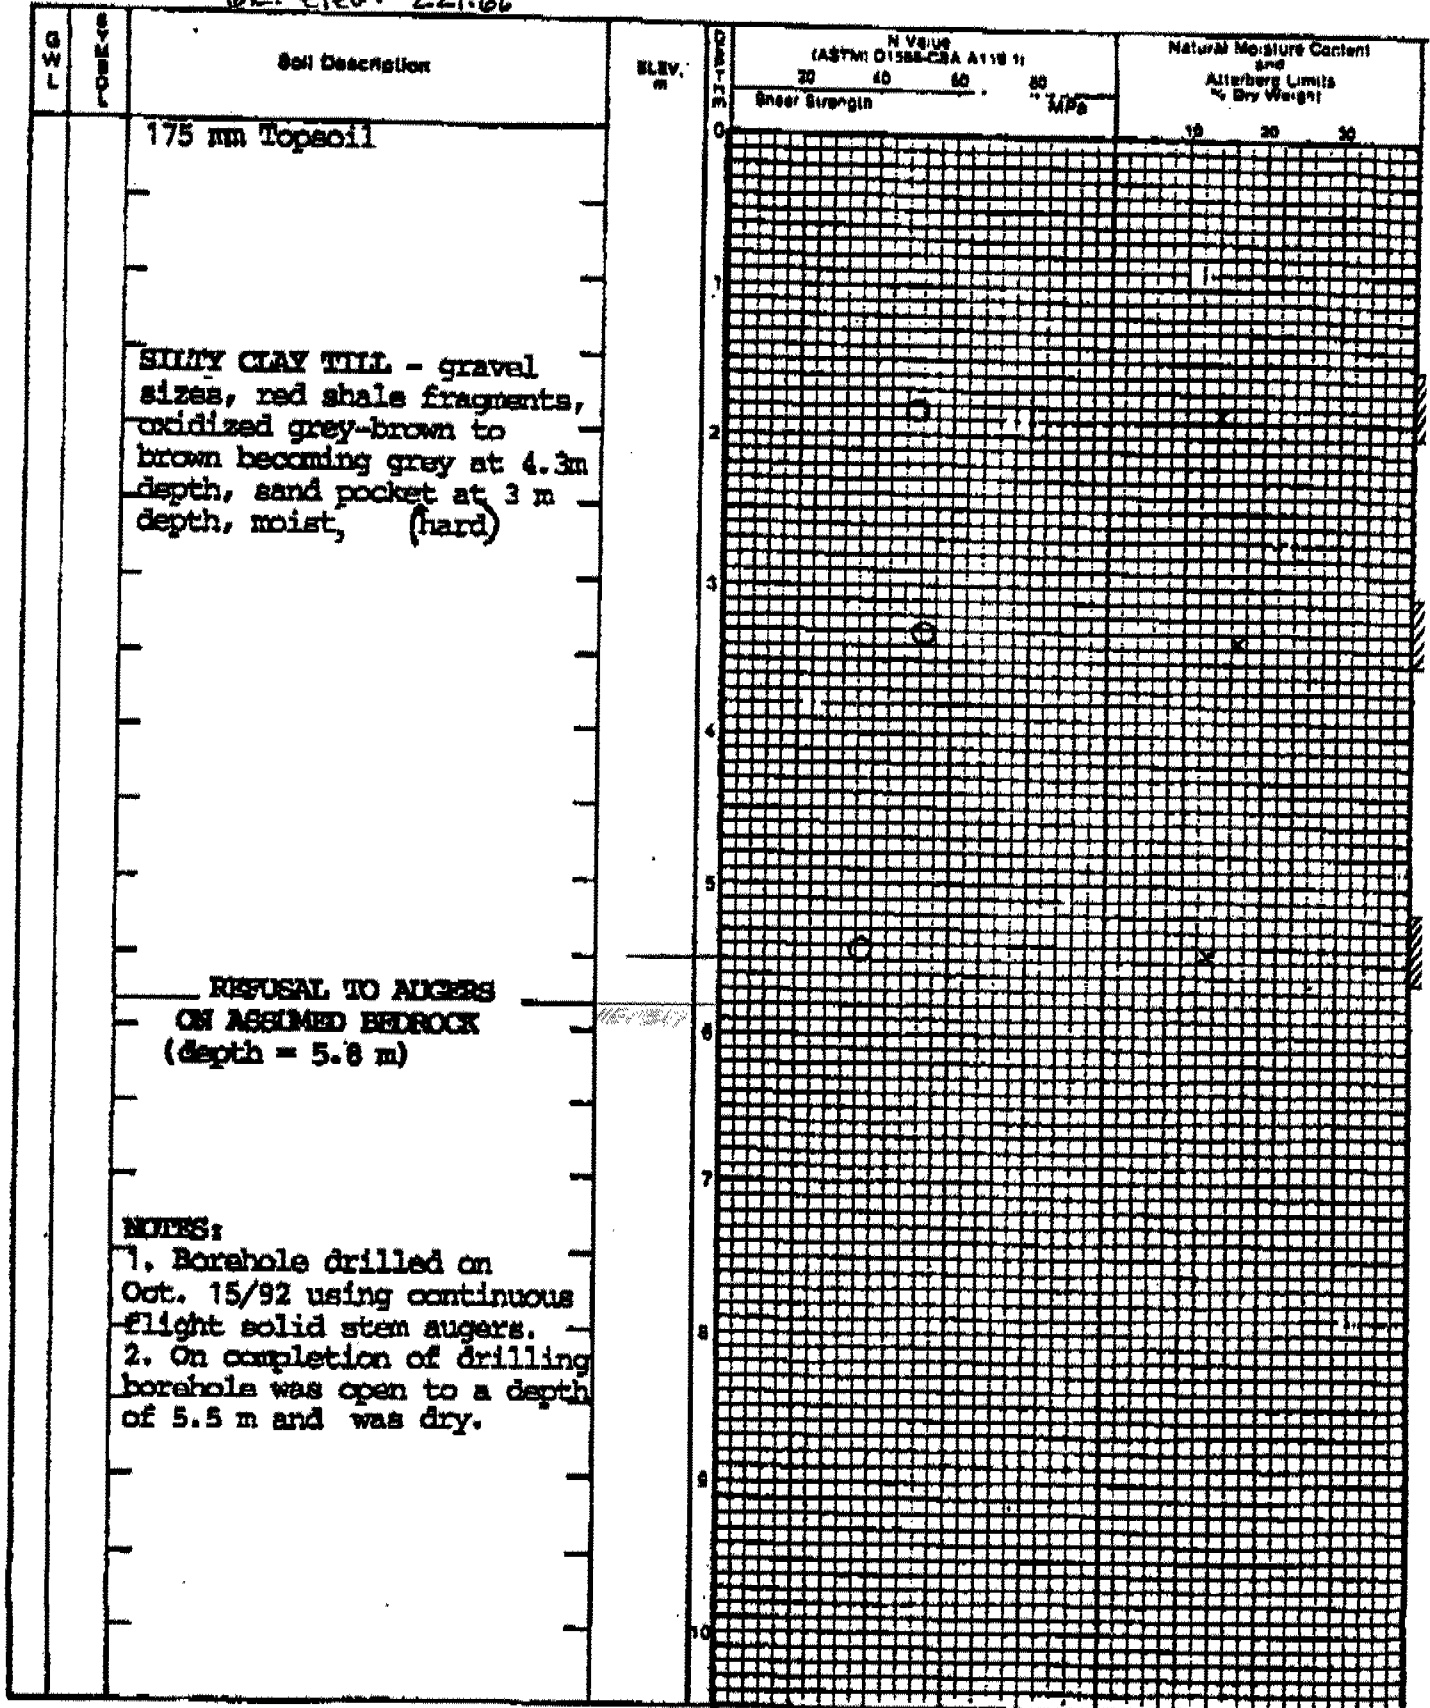 G W L
SYMBOL
Soil Description
ELEV.
m
DEPTH m
N Value
20 40 60 80
Shear Strength MPa
Natural Moisture Content
and
Atterberg Limits
% Dry Weight
10 20 30
175 mm Topsoil
0
1
SILTY CLAY TILL - gravel
sizes, red shale fragments,
oxidized grey-brown to
2
brown becoming grey at 4.3m
depth, sand pocket at 3 m
depth, moist, (hard)
3
4
5
REFUSAL TO AUGERS
ON ASSUMED BEDROCK
6
(depth = 5.8 m)
7
NOTES:
1. Borehole drilled on
Oct. 15/92 using continuous
flight solid stem augers.
8
2. On completion of drilling
borehole was open to a depth
of 5.5 m and was dry.
9
10